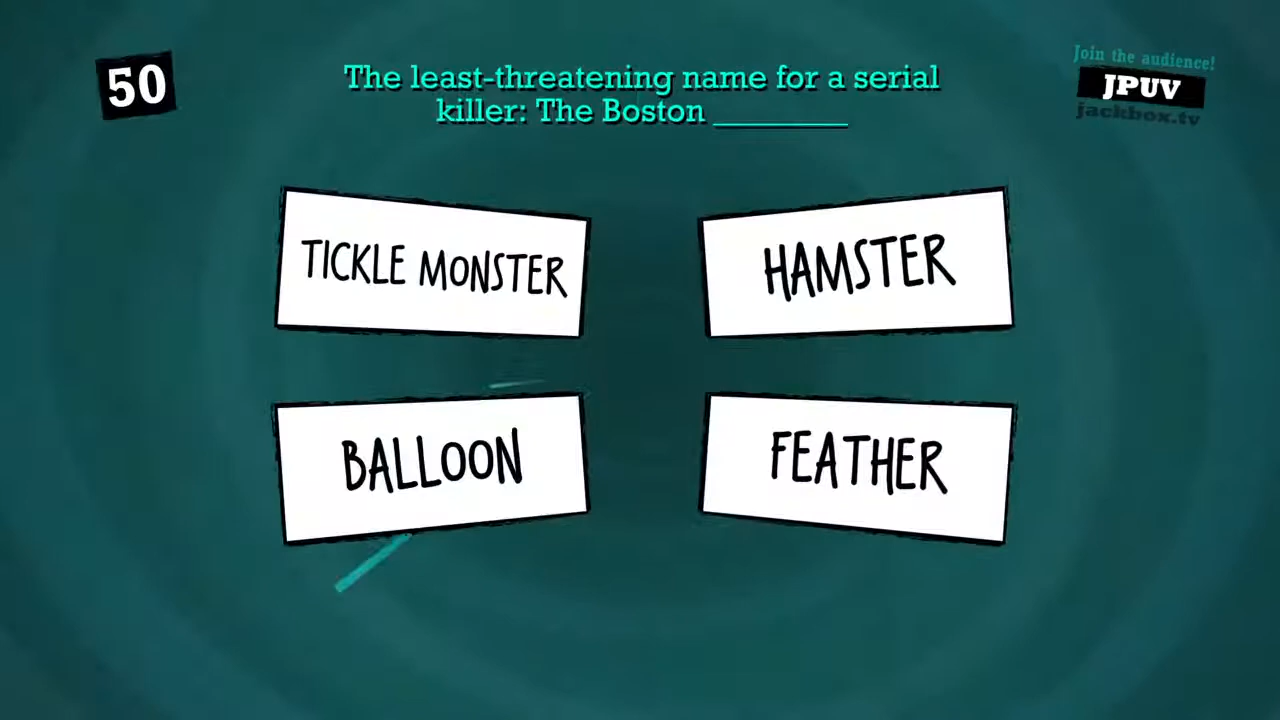 50
The least-threatening name for a serial
killer: The Boston ________
Join the audience!
JPUV
jackbox.tv
TICKLE MONSTER
HAMSTER
BALLOON
FEATHER